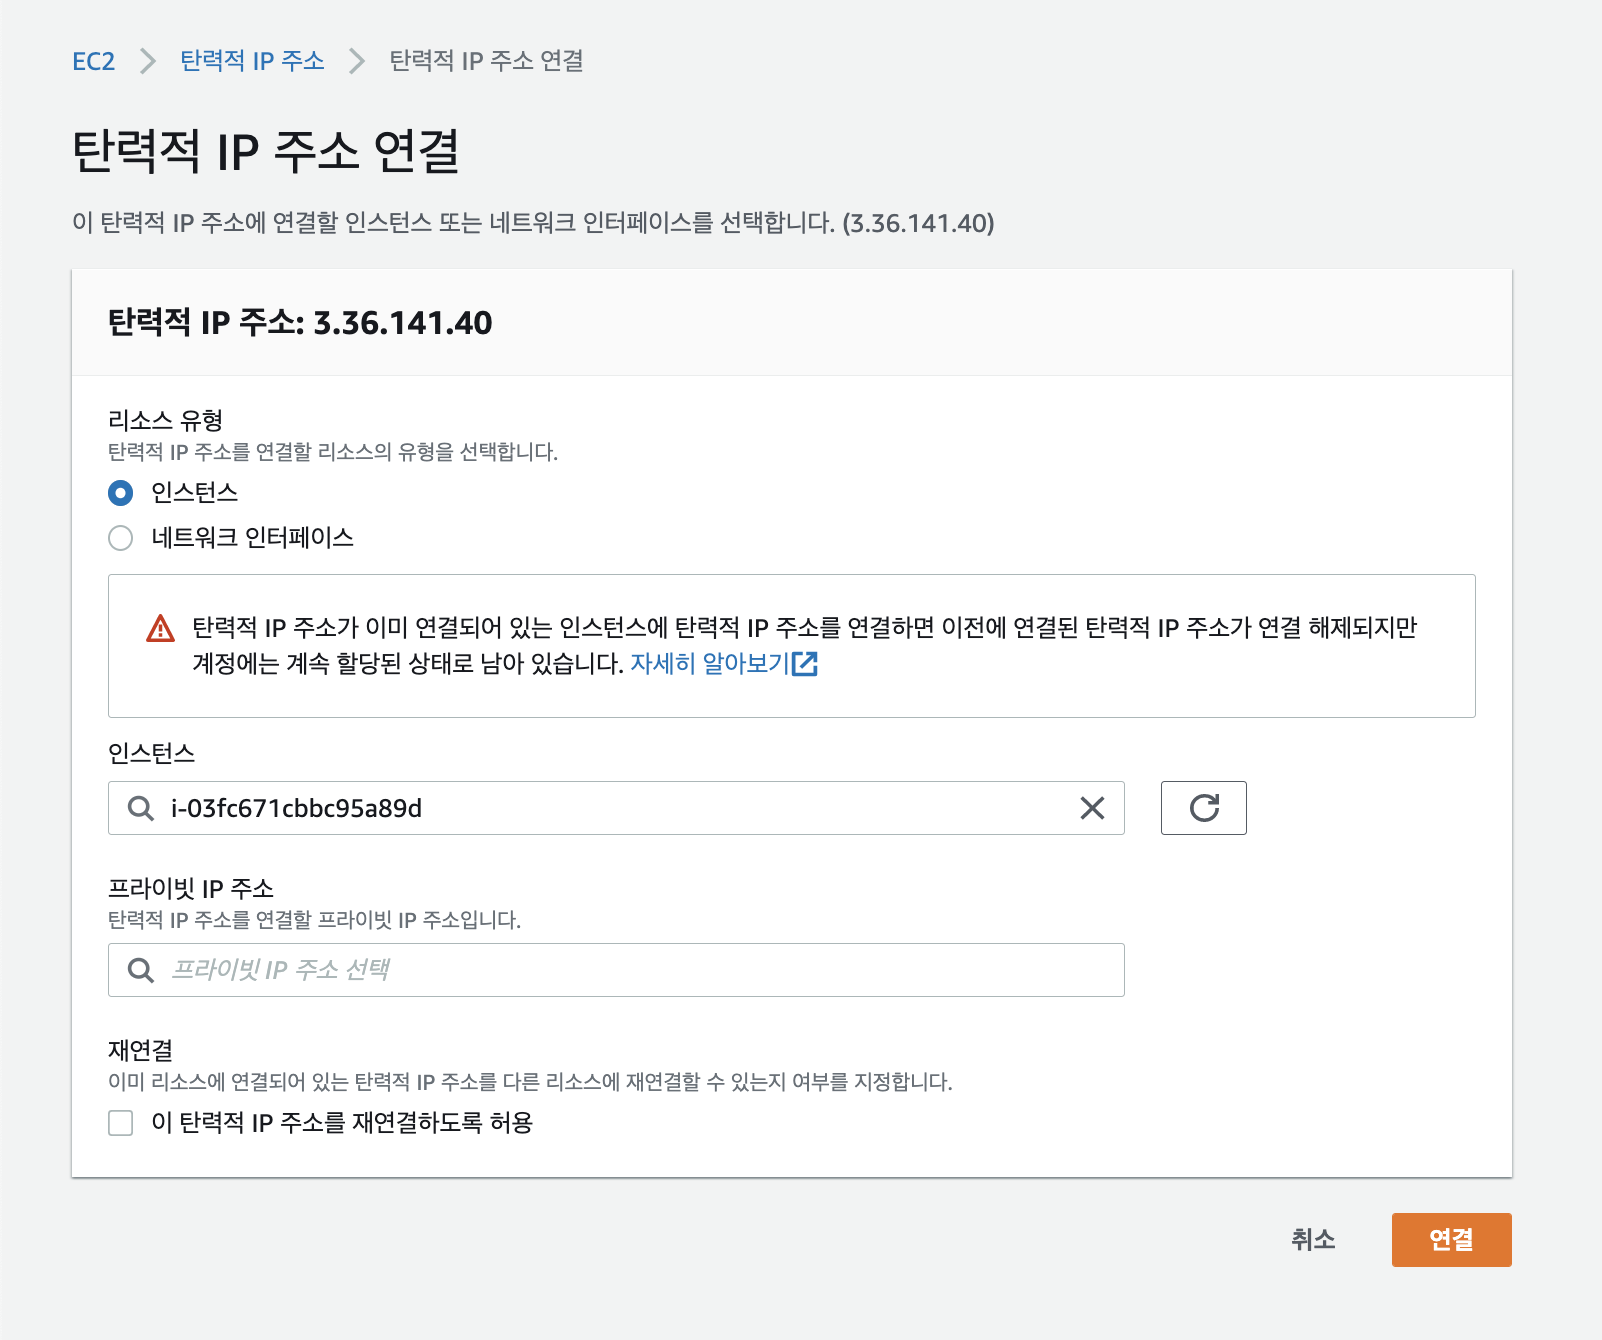 EC2 > 탄력적 IP 주소 > 탄력적 IP 주소 연결
탄력적 IP 주소 연결
이 탄력적 IP 주소에 연결할 인스턴스 또는 네트워크 인터페이스를 선택합니다. (3.36.141.40)
탄력적 IP 주소: 3.36.141.40
리소스 유형
탄력적 IP 주소를 연결할 리소스의 유형을 선택합니다.
인스턴스
네트워크 인터페이스
탄력적 IP 주소가 이미 연결되어 있는 인스턴스에 탄력적 IP 주소를 연결하면 이전에 연결된 탄력적 IP 주소가 연결 해제되지만
계정에는 계속 할당된 상태로 남아 있습니다. 자세히 알아보기
인스턴스
i-03fc671cbbc95a89d
프라이빗 IP 주소
탄력적 IP 주소를 연결할 프라이빗 IP 주소입니다.
프라이빗 IP 주소 선택
재연결
이미 리소스에 연결되어 있는 탄력적 IP 주소를 다른 리소스에 재연결할 수 있는지 여부를 지정합니다.
이 탄력적 IP 주소를 재연결하도록 허용
취소 연결